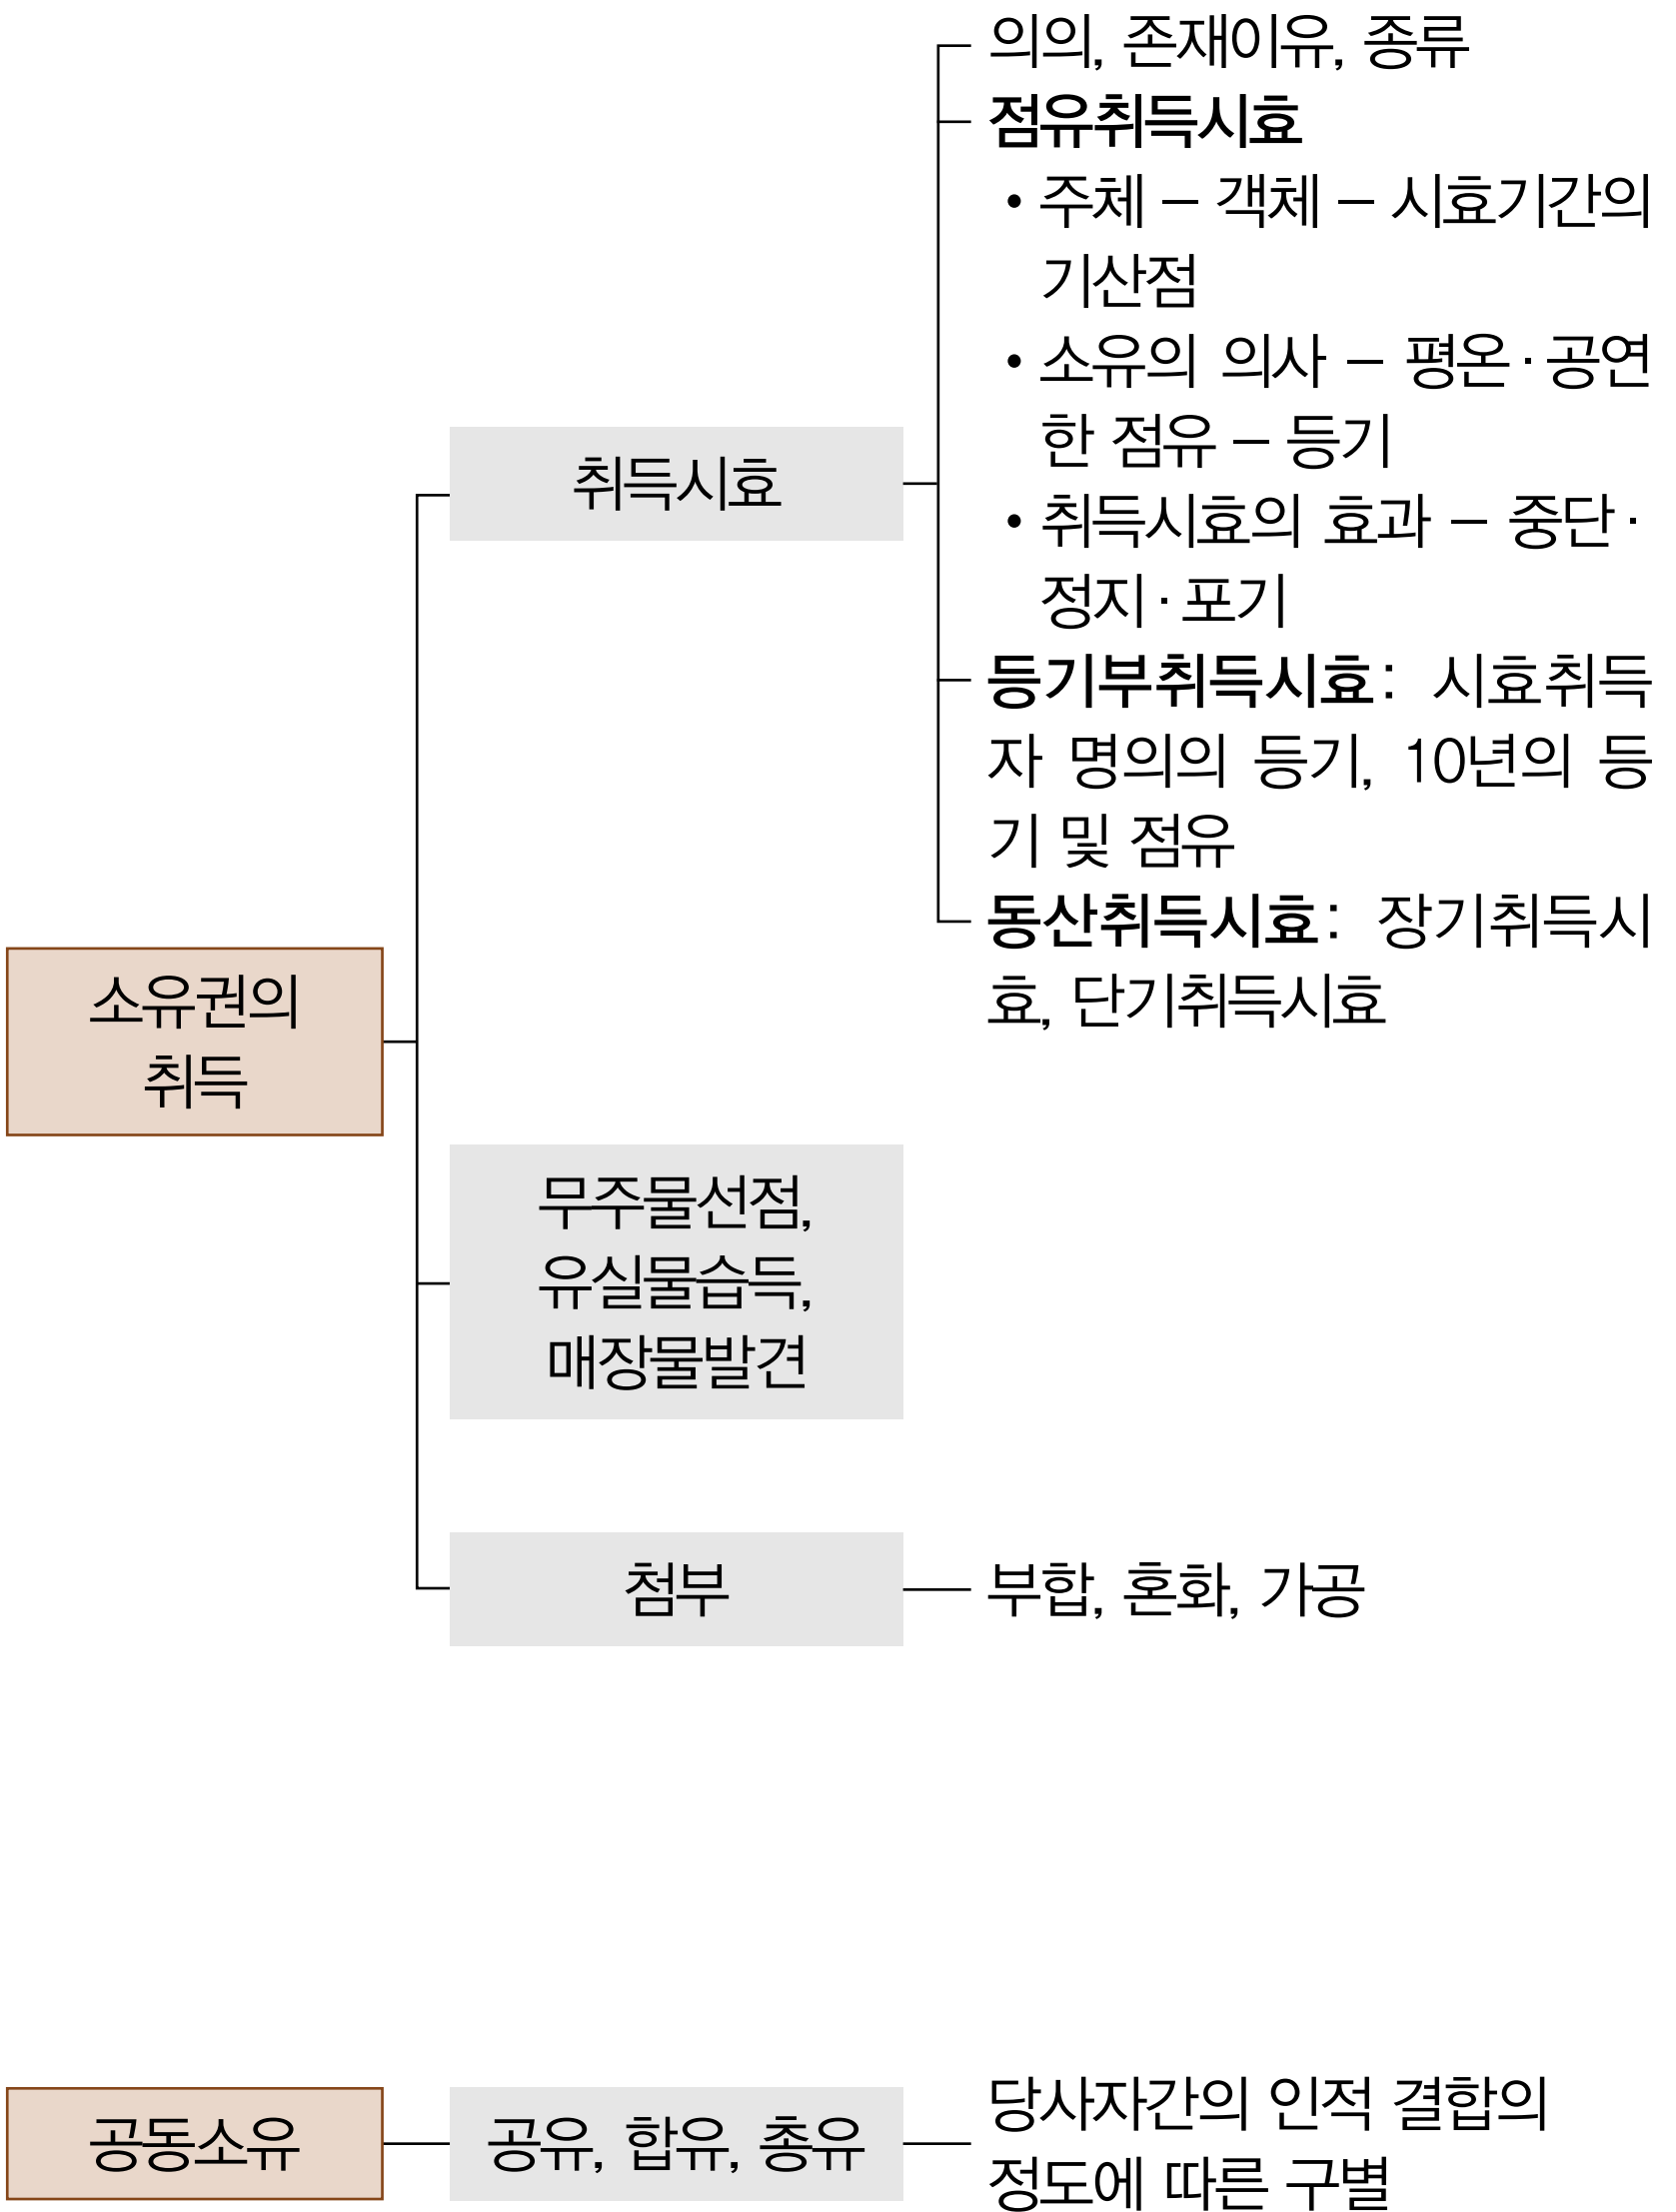 소유권의
취득
취득시효
의의, 존재이유, 종류
점유취득시효
• 주체 – 객체 – 시효기간의
기산점
• 소유의 의사 – 평온 · 공연
한 점유 – 등기
• 취득시효의 효과 – 중단 ·
정지 · 포기
등기부취득시효: 시효취득
자 명의의 등기, 10년의 등
기 및 점유
동산취득시효: 장기취득시
효, 단기취득시효
무주물선점,
유실물습득,
매장물발견
첨부
부합, 혼화, 가공
공동소유
공유, 합유, 총유
당사자간의 인적 결합의
정도에 따른 구별